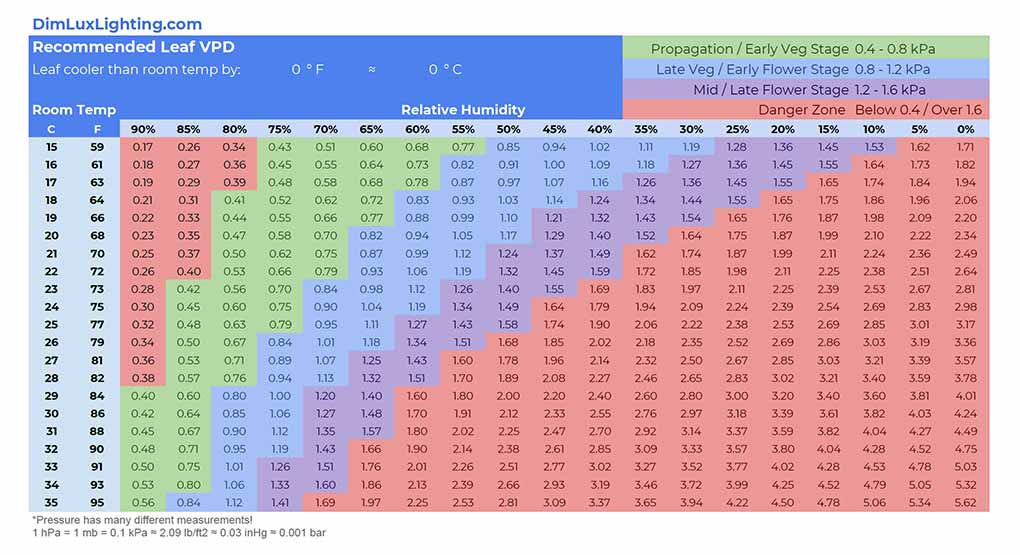 DimLuxLighting.com
Recommended Leaf VPD
Propagation / Early Veg Stage 0.4 - 0.8 kPa
Leaf cooler than room temp by: 0 °F ≈ 0 °C
Late Veg / Early Flower Stage 0.8 - 1.2 kPa
Mid / Late Flower Stage 1.2 - 1.6 kPa
Room Temp Relative Humidity Danger Zone Below 0.4 / Over 1.6
C F 90% 85% 80% 75% 70% 65% 60% 55% 50% 45% 40% 35% 30% 25% 20% 15% 10% 5% 0%
15 59 0.17 0.26 0.34 0.43 0.51 0.60 0.68 0.77 0.85 0.94 1.02 1.11 1.19 1.28 1.36 1.45 1.53 1.62 1.71
16 61 0.18 0.27 0.36 0.45 0.55 0.64 0.73 0.82 0.91 1.00 1.09 1.18 1.27 1.36 1.45 1.55 1.64 1.73 1.82
17 63 0.19 0.29 0.39 0.48 0.58 0.68 0.78 0.87 0.97 1.07 1.16 1.26 1.36 1.45 1.55 1.65 1.74 1.84 1.94
18 64 0.21 0.31 0.41 0.52 0.62 0.72 0.83 0.93 1.03 1.14 1.24 1.34 1.44 1.55 1.65 1.75 1.86 1.96 2.06
19 66 0.22 0.33 0.44 0.55 0.66 0.77 0.88 0.99 1.10 1.21 1.32 1.43 1.54 1.65 1.76 1.87 1.98 2.09 2.20
20 68 0.23 0.35 0.47 0.58 0.70 0.82 0.94 1.05 1.17 1.29 1.40 1.52 1.64 1.75 1.87 1.99 2.10 2.22 2.34
21 70 0.25 0.37 0.50 0.62 0.75 0.87 0.99 1.12 1.24 1.37 1.49 1.62 1.74 1.87 1.99 2.11 2.24 2.36 2.49
22 72 0.26 0.40 0.53 0.66 0.79 0.93 1.06 1.19 1.32 1.45 1.59 1.72 1.85 1.98 2.11 2.25 2.38 2.51 2.64
23 73 0.28 0.42 0.56 0.70 0.84 0.98 1.12 1.26 1.40 1.55 1.69 1.83 1.97 2.11 2.25 2.39 2.53 2.67 2.81
24 75 0.30 0.45 0.60 0.75 0.90 1.04 1.19 1.34 1.49 1.64 1.79 1.94 2.09 2.24 2.39 2.54 2.69 2.83 2.98
25 77 0.32 0.48 0.63 0.79 0.95 1.11 1.27 1.43 1.58 1.74 1.90 2.06 2.22 2.38 2.53 2.69 2.85 3.01 3.17
26 79 0.34 0.50 0.67 0.84 1.01 1.18 1.34 1.51 1.68 1.85 2.02 2.18 2.35 2.52 2.69 2.86 3.03 3.19 3.36
27 81 0.36 0.53 0.71 0.89 1.07 1.25 1.43 1.60 1.78 1.96 2.14 2.32 2.50 2.67 2.85 3.03 3.21 3.39 3.57
28 82 0.38 0.57 0.76 0.94 1.13 1.32 1.51 1.70 1.89 2.08 2.27 2.46 2.65 2.83 3.02 3.21 3.40 3.59 3.78
29 84 0.40 0.60 0.80 1.00 1.20 1.40 1.60 1.80 2.00 2.20 2.40 2.60 2.80 3.00 3.20 3.40 3.60 3.81 4.01
30 86 0.42 0.64 0.85 1.06 1.27 1.48 1.70 1.91 2.12 2.33 2.55 2.76 2.97 3.18 3.39 3.61 3.82 4.03 4.24
31 88 0.45 0.67 0.90 1.12 1.35 1.57 1.80 2.02 2.25 2.47 2.70 2.92 3.14 3.37 3.59 3.82 4.04 4.27 4.49
32 90 0.48 0.71 0.95 1.19 1.43 1.66 1.90 2.14 2.38 2.61 2.85 3.09 3.33 3.57 3.80 4.04 4.28 4.52 4.75
33 91 0.50 0.75 1.01 1.26 1.51 1.76 2.01 2.26 2.51 2.77 3.02 3.27 3.52 3.77 4.02 4.28 4.53 4.78 5.03
34 93 0.53 0.80 1.06 1.33 1.60 1.86 2.13 2.39 2.66 2.93 3.19 3.46 3.72 3.99 4.25 4.52 4.79 5.05 5.32
35 95 0.56 0.84 1.12 1.41 1.69 1.97 2.25 2.53 2.81 3.09 3.37 3.65 3.94 4.22 4.50 4.78 5.06 5.34 5.62
*Pressure has many different measurements!
1 hPa = 1 mb = 0.1 kPa ≈ 2.09 lb/ft2 ≈ 0.03 inHg ≈ 0.001 bar